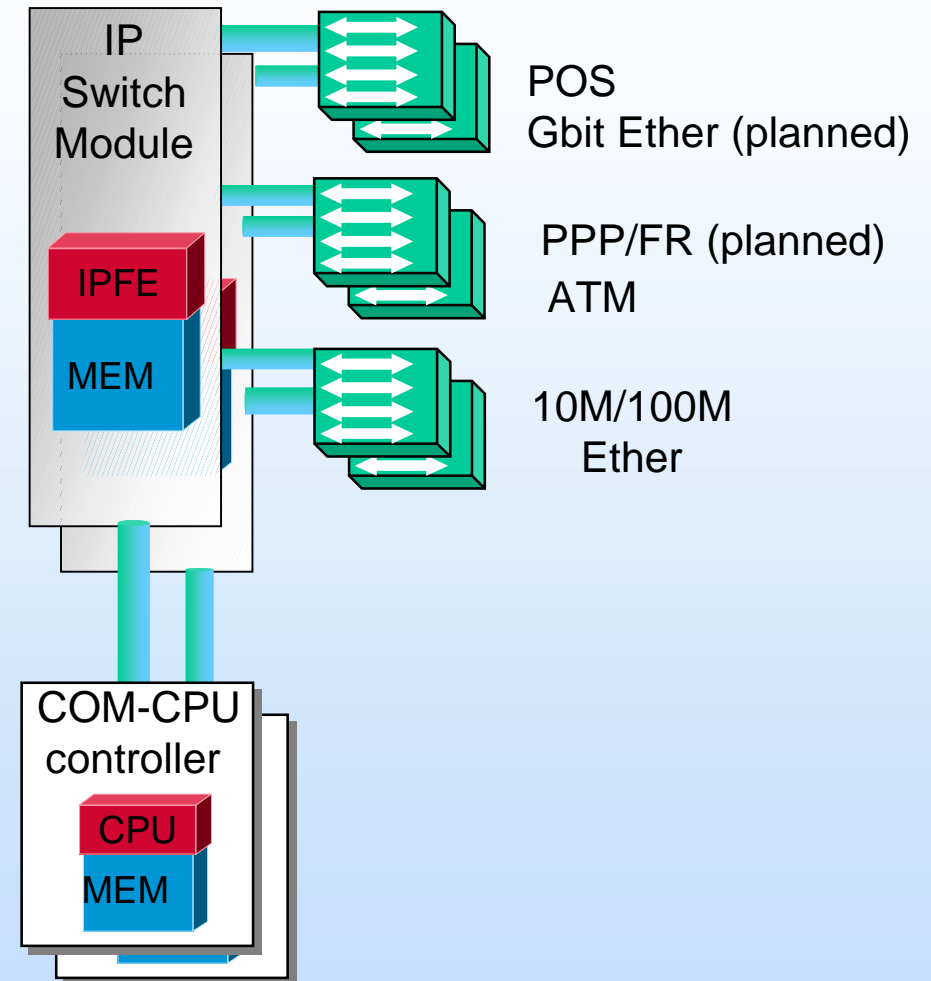 IP
Switch
Module
IPFE
MEM
POS
Gbit Ether (planned)
PPP/FR (planned)
ATM
10M/100M
Ether
COM-CPU
controller
CPU
MEM